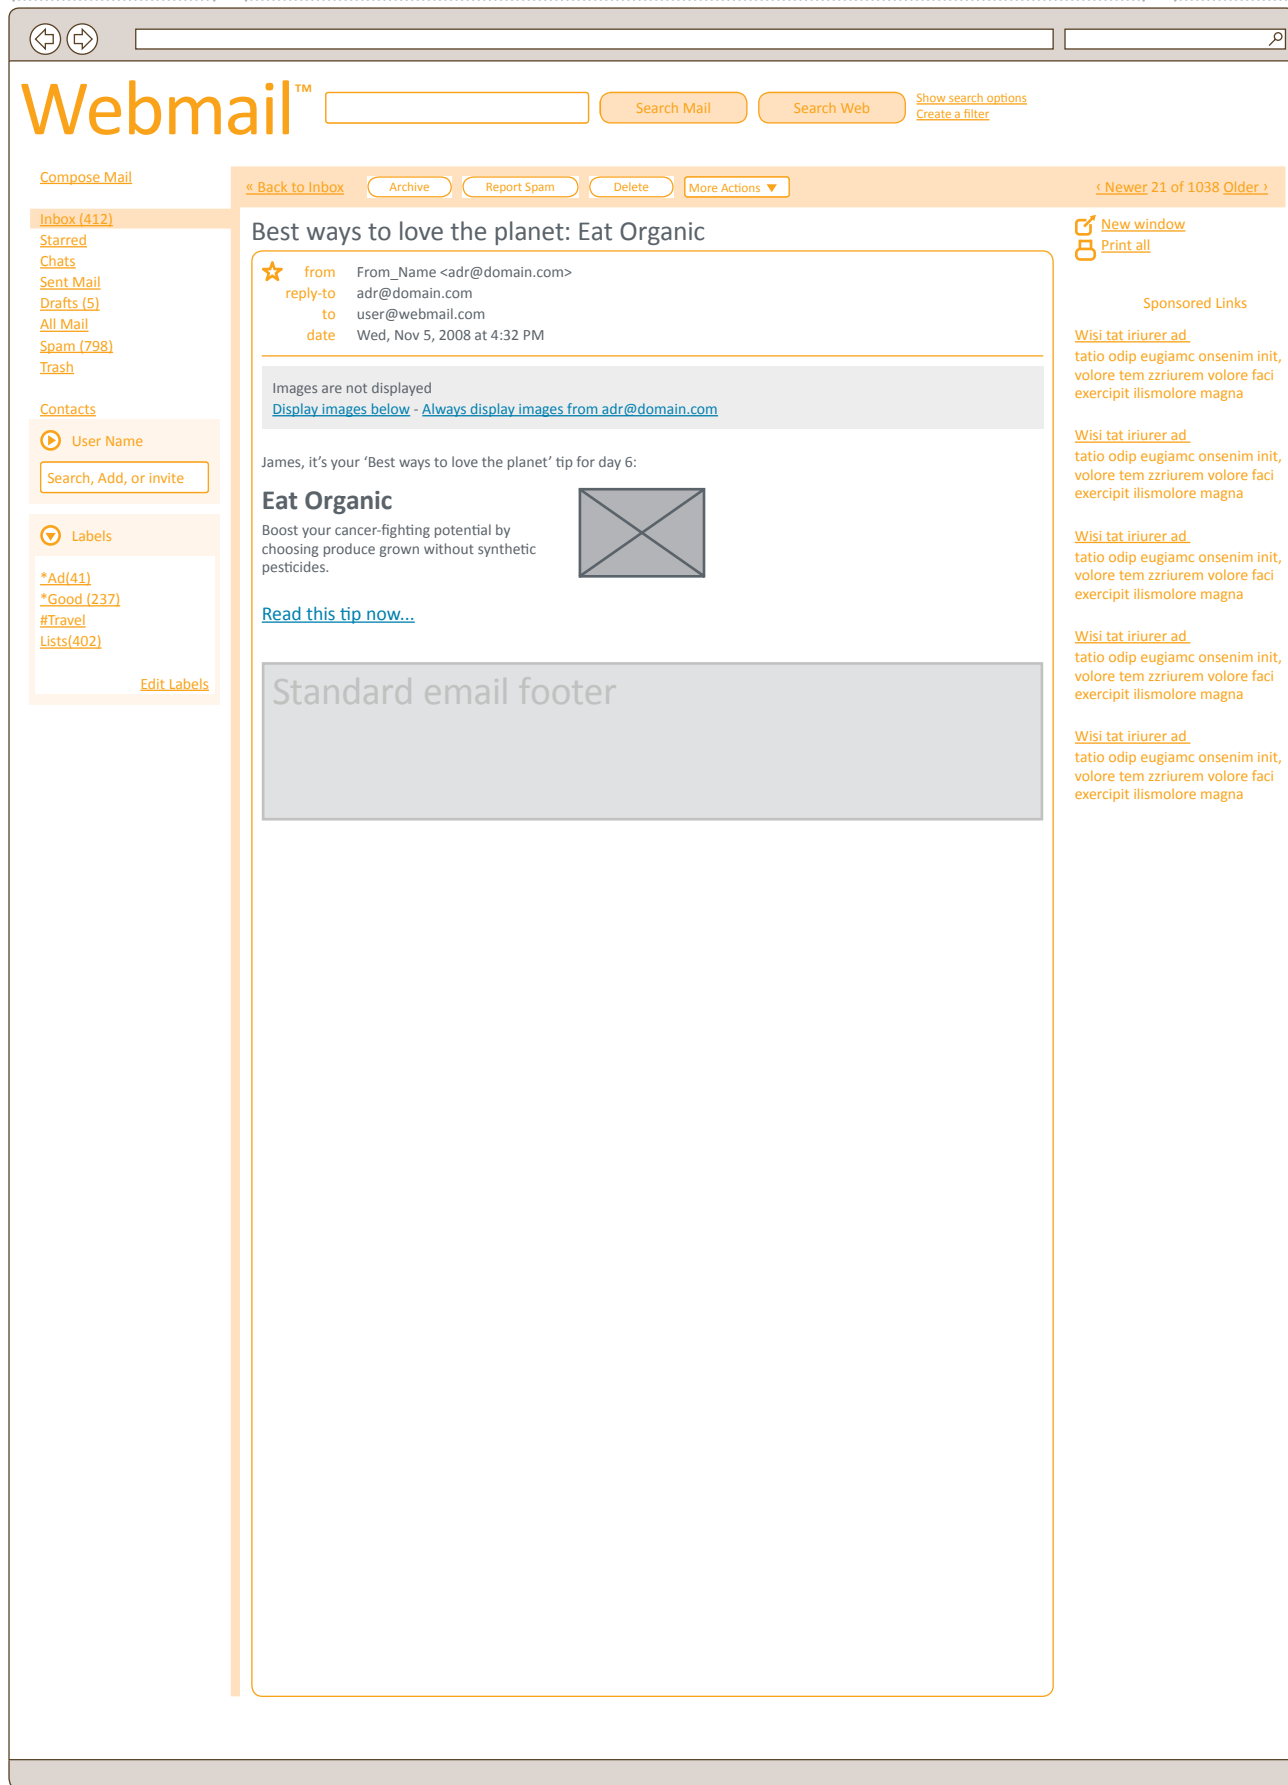 Webmail™
Search Mail
Search Web
Show search options
Create a filter
Compose Mail
Inbox (412)
Starred
Chats
Sent Mail
Drafts (5)
All Mail
Spam (798)
Trash
Contacts
User Name
Search, Add, or invite
Labels
*Ad(41)
*Good (237)
#Travel
Lists(402)
Edit Labels
« Back to Inbox
Archive
Report Spam
Delete
More Actions ▼
‹ Newer 21 of 1038 Older ›
Best ways to love the planet: Eat Organic
from From_Name <adr@domain.com>
reply-to adr@domain.com
to user@webmail.com
date Wed, Nov 5, 2008 at 4:32 PM
Images are not displayed
Display images below - Always display images from adr@domain.com
James, it’s your ‘Best ways to love the planet’ tip for day 6:
Eat Organic
Boost your cancer-fighting potential by
choosing produce grown without synthetic
pesticides.
Read this tip now...
Standard email footer
New window
Print all
Sponsored Links
Wisi tat iriurer ad
tatio odip eugiamc onsenim init,
volore tem zzriurem volore faci
exercipit ilismolore magna
Wisi tat iriurer ad
tatio odip eugiamc onsenim init,
volore tem zzriurem volore faci
exercipit ilismolore magna
Wisi tat iriurer ad
tatio odip eugiamc onsenim init,
volore tem zzriurem volore faci
exercipit ilismolore magna
Wisi tat iriurer ad
tatio odip eugiamc onsenim init,
volore tem zzriurem volore faci
exercipit ilismolore magna
Wisi tat iriurer ad
tatio odip eugiamc onsenim init,
volore tem zzriurem volore faci
exercipit ilismolore magna